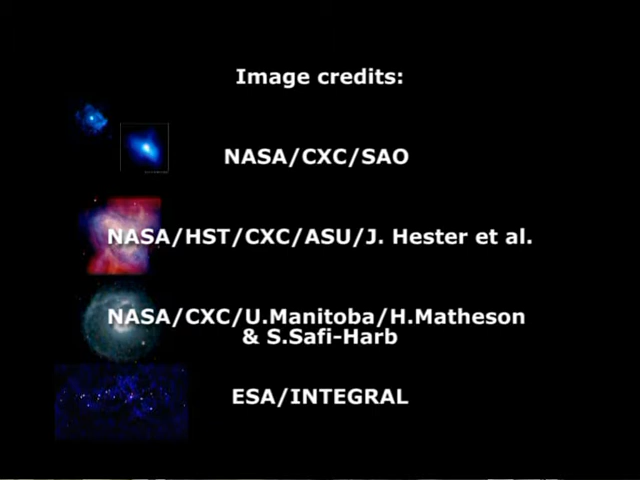 Image credits:
NASA/CXC/SAO
NASA/HST/CXC/ASU/J. Hester et al.
NASA/CXC/U.Manitoba/H.Matheson
& S.Safi-Harb
ESA/INTEGRAL